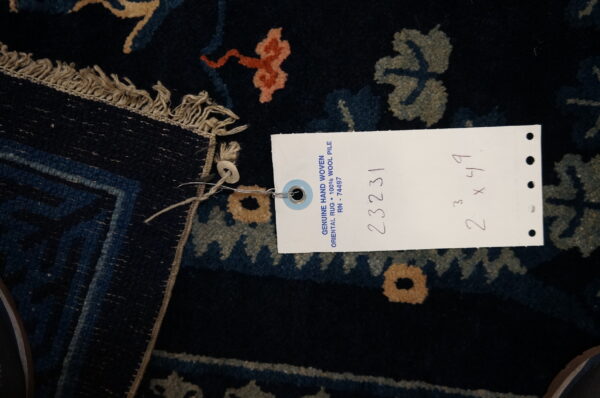 GENUINE HAND WOVEN
ORIENTAL RUG • 100% WOOL PILE
RN - 74497
23231
2³ x 4⁹